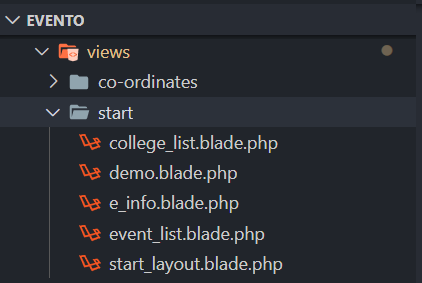 EVENTO
views
co-ordinates
start
college_list.blade.php
demo.blade.php
e_info.blade.php
event_list.blade.php
start_layout.blade.php